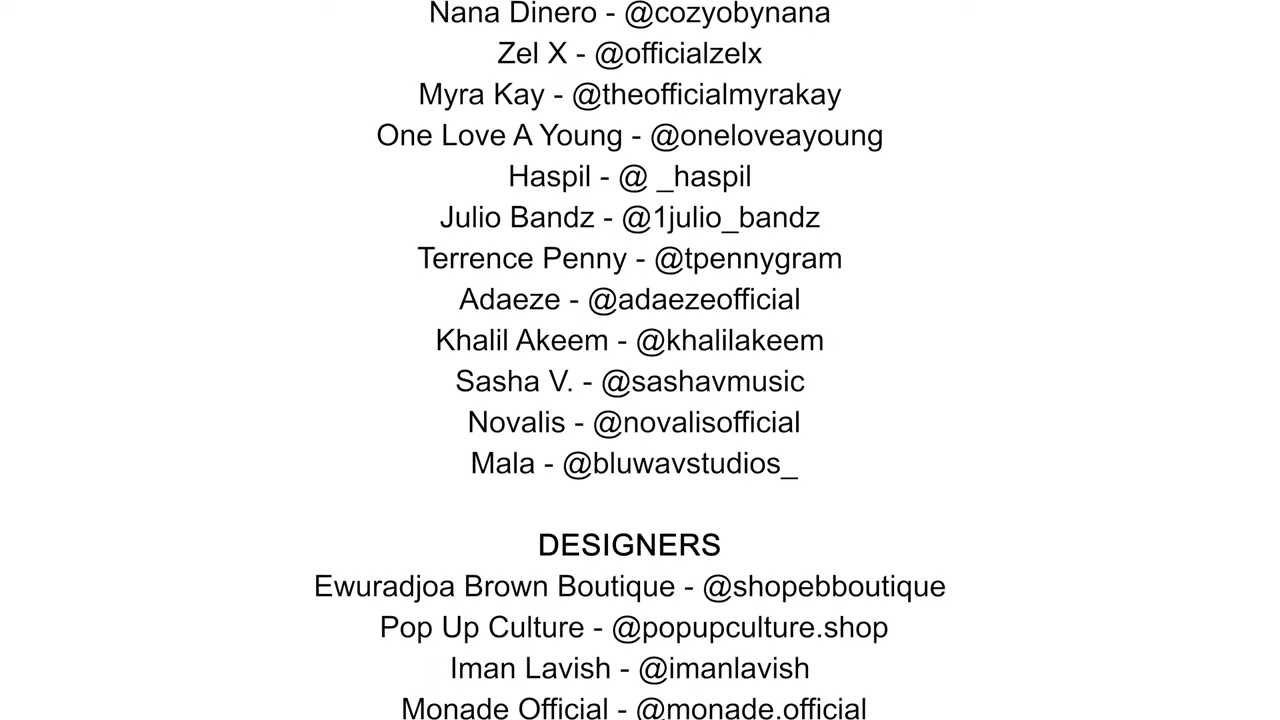 Nana Dinero - @cozyobynana
Zel X - @officialzelx
Myra Kay - @theofficialmyrakay
One Love A Young - @oneloveayoung
Haspil - @ _haspil
Julio Bandz - @1julio_bandz
Terrence Penny - @tpennygram
Adaeze - @adaezeofficial
Khalil Akeem - @khalilakeem
Sasha V. - @sashavmusic
Novalis - @novalisofficial
Mala - @bluwavstudios_
DESIGNERS
Ewuradjoa Brown Boutique - @shopebboutique
Pop Up Culture - @popupculture.shop
Iman Lavish - @imanlavish
Monade Official - @monade.official